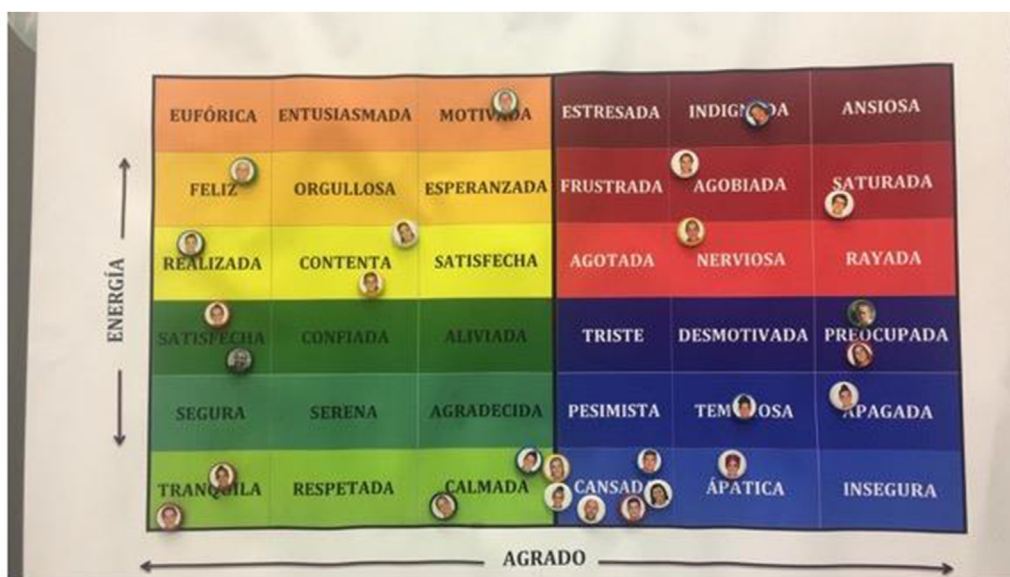 EUFÓRICA ENTUSIASMADA MOTIVADA ESTRESADA INDIGNADA ANSIOSA
FELIZ ORGULLOSA ESPERANZADA FRUSTRADA AGOBIADA SATURADA
REALIZADA CONTENTA SATISFECHA AGOTADA NERVIOSA RAYADA
SATISFECHA CONFIADA ALIVIADA TRISTE DESMOTIVADA PREOCUPADA
SEGURA SERENA AGRADECIDA PESIMISTA TEMEROSA APAGADA
TRANQUILA RESPETADA CALMADA CANSADA ÁPATICA INSEGURA
ENERGÍA
AGRADO